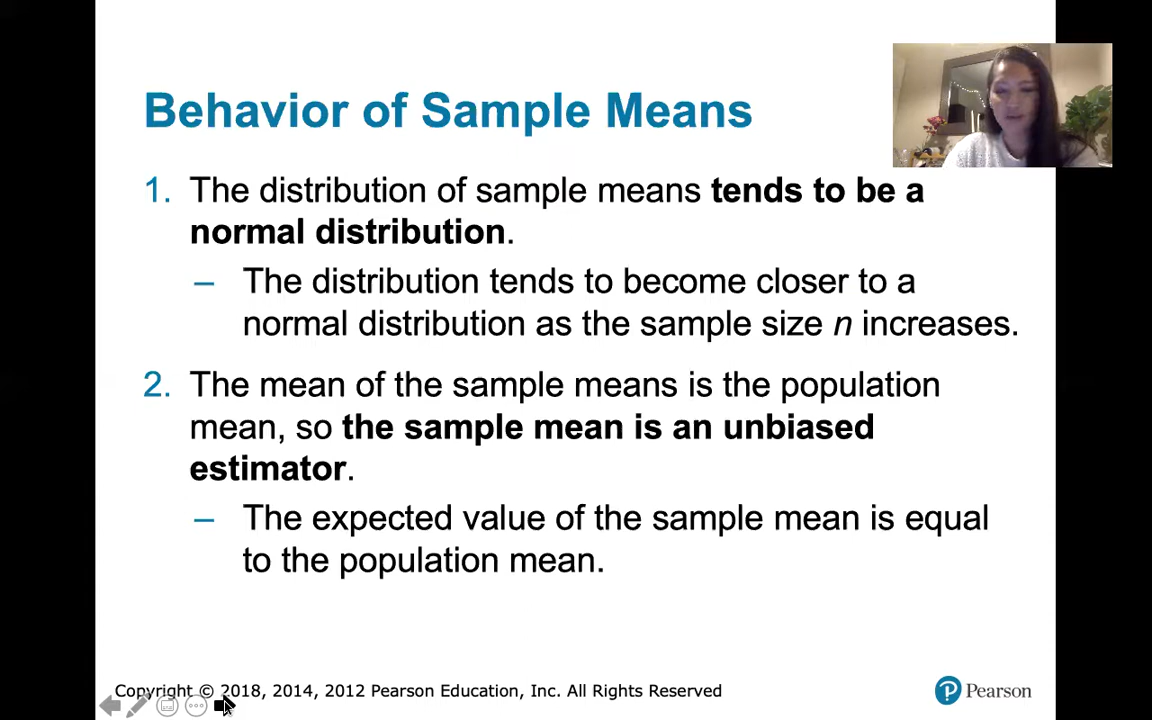 Behavior of Sample Means
1. The distribution of sample means tends to be a
normal distribution.
– The distribution tends to become closer to a
normal distribution as the sample size n increases.
2. The mean of the sample means is the population
mean, so the sample mean is an unbiased
estimator.
– The expected value of the sample mean is equal
to the population mean.
Copyright © 2018, 2014, 2012 Pearson Education, Inc. All Rights Reserved
P Pearson